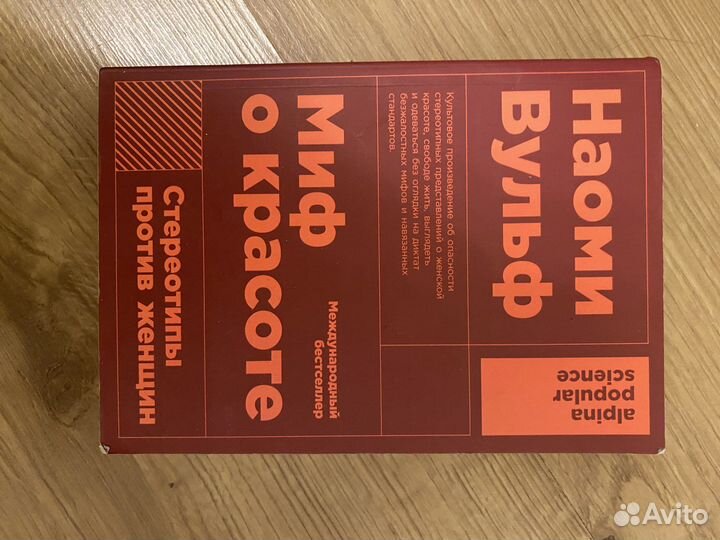 Наоми
Вульф
alpina
popular
science
Культовое произведение об опасности
стереотипных представлений о женской
красоте, свободе жить, выглядеть
и одеваться без оглядки на диктат
безжалостных мифов и навязанных
стандартов.
Международный
бестселлер
Миф
о красоте
Стереотипы
против женщин
Avito